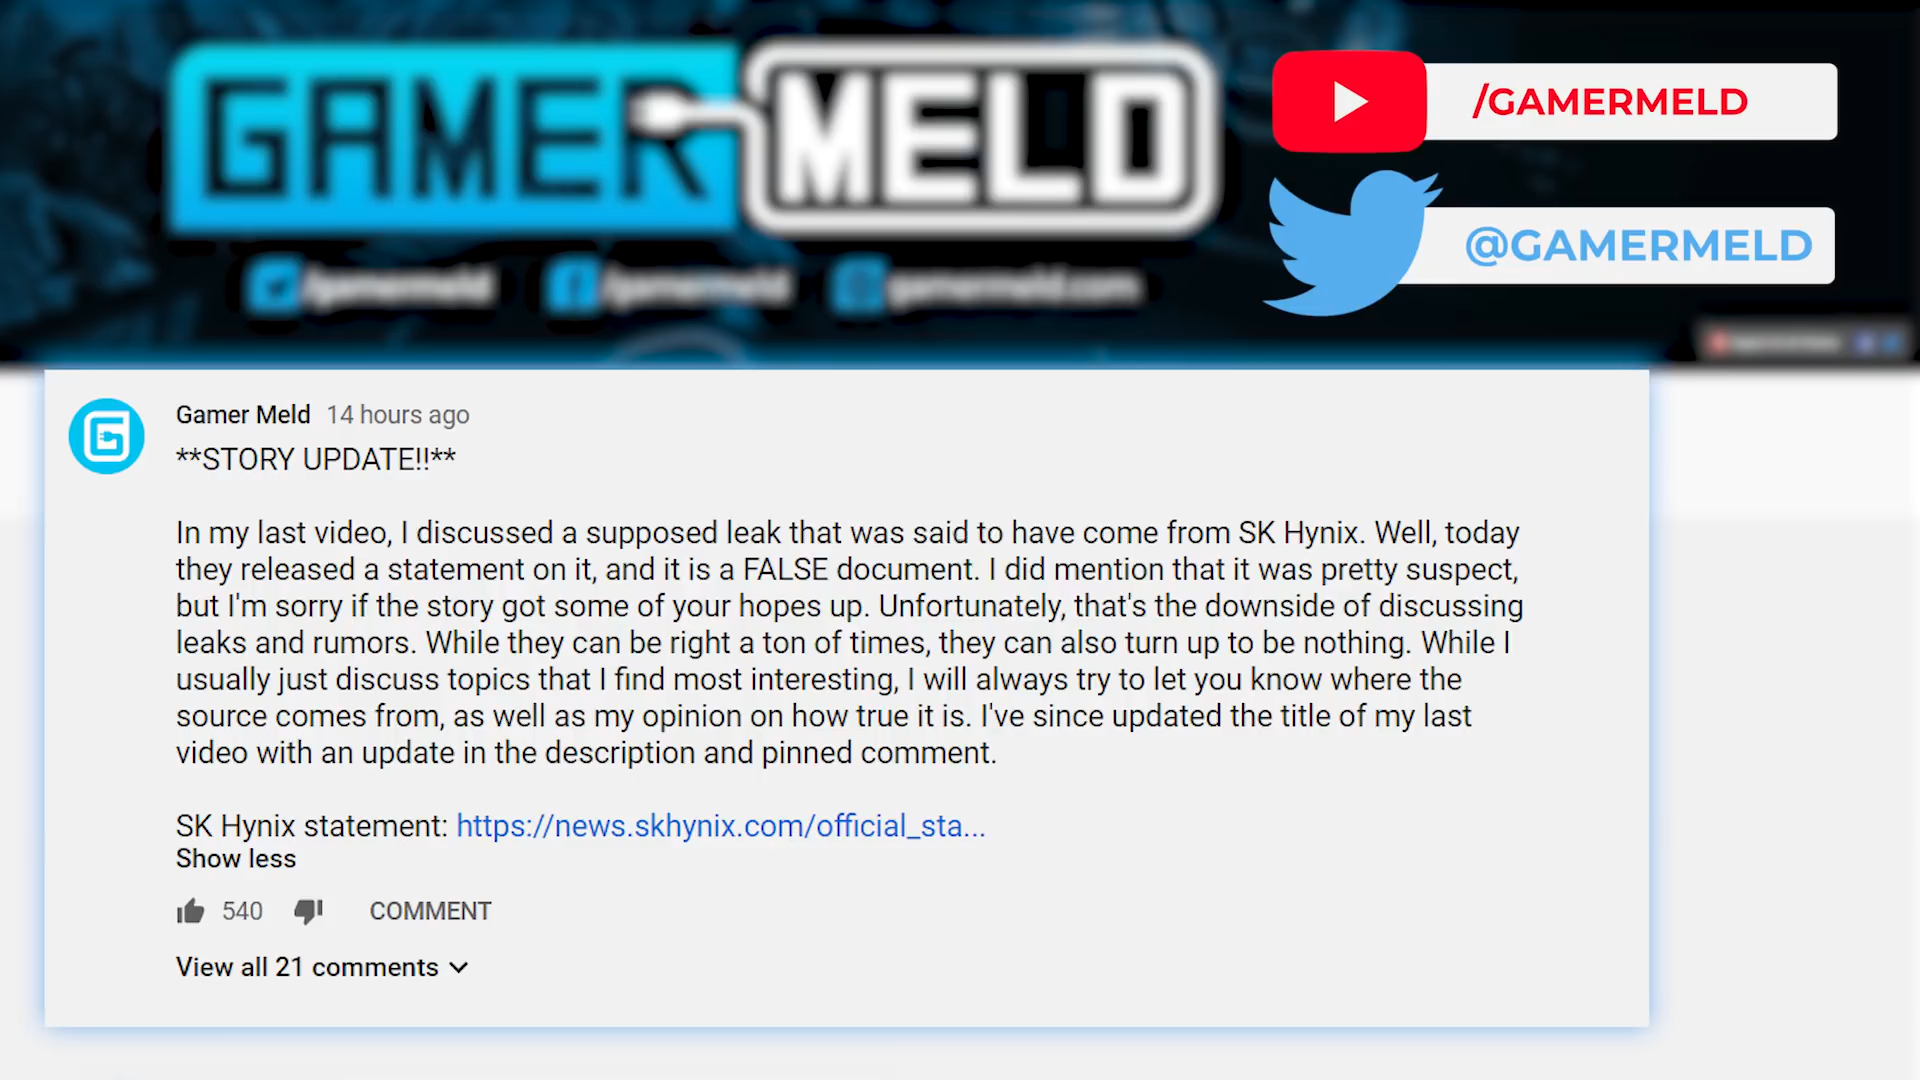 GAMER MELD
/GAMERMELD
@GAMERMELD
/gamermeld /gamermeld gamermeld.com
Gamer Meld 14 hours ago
**STORY UPDATE!!**
In my last video, I discussed a supposed leak that was said to have come from SK Hynix. Well, today
they released a statement on it, and it is a FALSE document. I did mention that it was pretty suspect,
but I'm sorry if the story got some of your hopes up. Unfortunately, that's the downside of discussing
leaks and rumors. While they can be right a ton of times, they can also turn up to be nothing. While I
usually just discuss topics that I find most interesting, I will always try to let you know where the
source comes from, as well as my opinion on how true it is. I've since updated the title of my last
video with an update in the description and pinned comment.
SK Hynix statement: https://news.skhynix.com/official_sta...
Show less
540 COMMENT
View all 21 comments